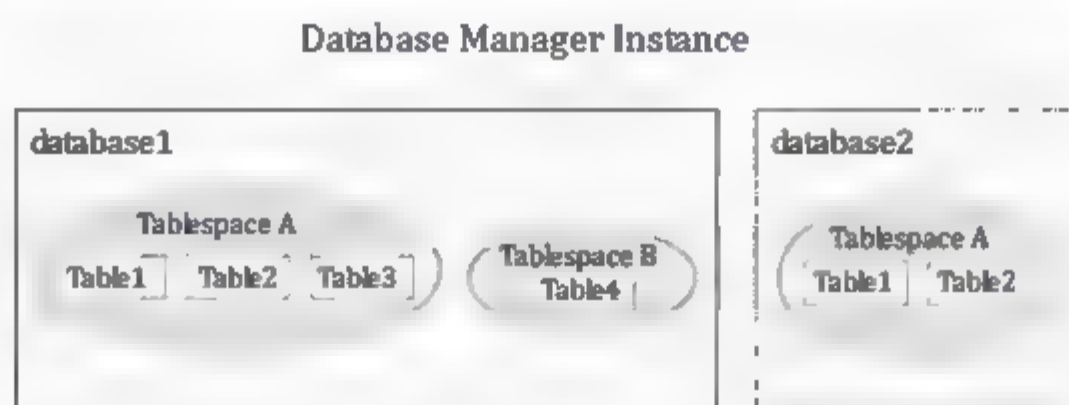 Database Manager Instance
database1
Tablespace A
Table1 Table2 Table3
Tablespace B
Table4
database2
Tablespace A
Table1 Table2